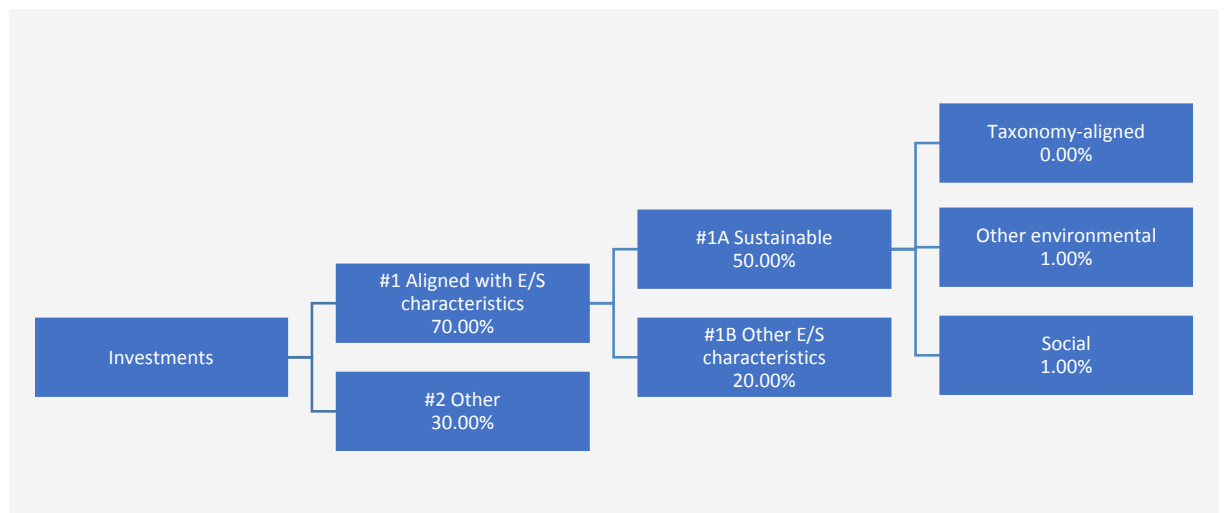 Investments
#1 Aligned with E/S
characteristics
70.00%
#2 Other
30.00%
#1A Sustainable
50.00%
#1B Other E/S
characteristics
20.00%
Taxonomy-aligned
0.00%
Other environmental
1.00%
Social
1.00%